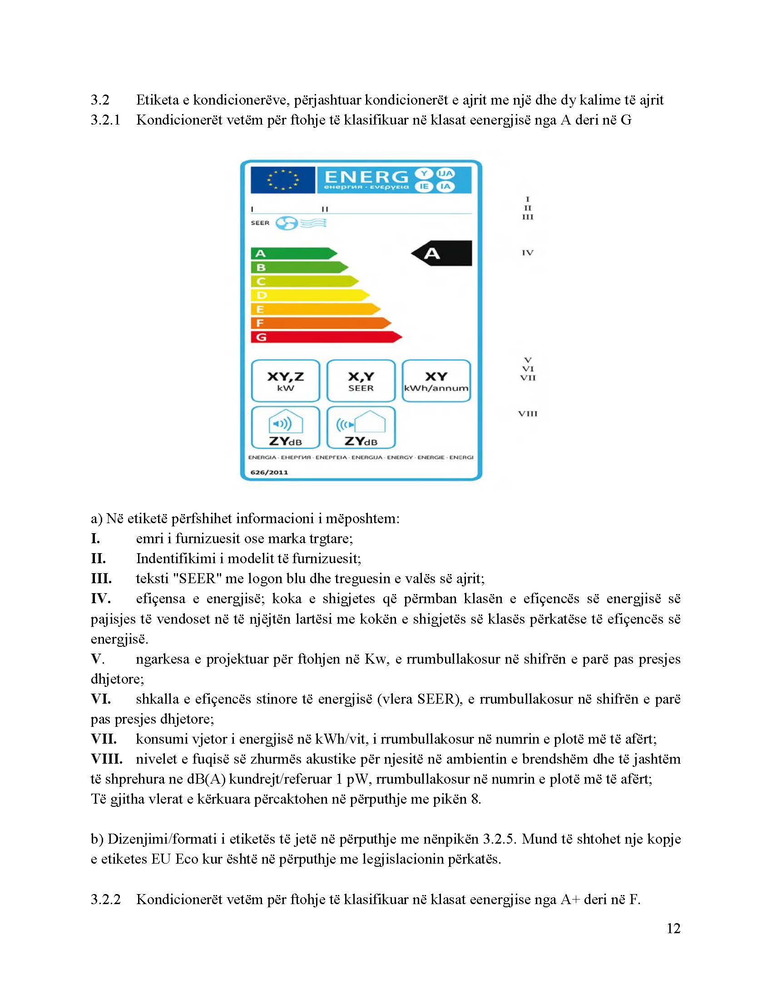 3.2 Etiketa e kondicionerëve, përjashtuar kondicionerët e ajrit me një dhe dy kalime të ajrit
3.2.1 Kondicionerët vetëm për ftohje të klasifikuar në klasat eenergjisë nga A deri në G
ENERG Y IJA
енергия · ενεργεια IE IA
I II
SEER
A
B
C
D
E
F
G
A
XY,Z
kW
X,Y
SEER
XY
kWh/annum
ZYdB
ZYdB
ENERGIA · ЕНЕРГИЯ · ΕΝΕΡΓΕΙΑ · ENERGIJA · ENERGY · ENERGIE · ENERGI
626/2011
I
II
III
IV
V
VI
VII
VIII
a) Në etiketë përfshihet informacioni i mëposhtem:
I. emri i furnizuesit ose marka trgtare;
II. Indentifikimi i modelit të furnizuesit;
III. teksti "SEER" me logon blu dhe treguesin e valës së ajrit;
IV. efiçensa e energjisë; koka e shigjetes që përmban klasën e efiçencës së energjisë së
pajisjes të vendoset në të njëjtën lartësi me kokën e shigjetës së klasës përkatëse të efiçencës së
energjisë.
V. ngarkesa e projektuar për ftohjen në Kw, e rrumbullakosur në shifrën e parë pas presjes
dhjetore;
VI. shkalla e efiçencës stinore të energjisë (vlera SEER), e rrumbullakosur në shifrën e parë
pas presjes dhjetore;
VII. konsumi vjetor i energjisë në kWh/vit, i rrumbullakosur në numrin e plotë më të afërt;
VIII. nivelet e fuqisë së zhurmës akustike për njesitë në ambientin e brendshëm dhe të jashtëm
të shprehura ne dB(A) kundrejt/referuar 1 pW, rrumbullakosur në numrin e plotë më të afërt;
Të gjitha vlerat e kërkuara përcaktohen në përputhje me pikën 8.
b) Dizenjimi/formati i etiketës të jetë në përputhje me nënpikën 3.2.5. Mund të shtohet nje kopje
e etiketes EU Eco kur është në përputhje me legjislacionin përkatës.
3.2.2 Kondicionerët vetëm për ftohje të klasifikuar në klasat eenergjise nga A+ deri në F.
12